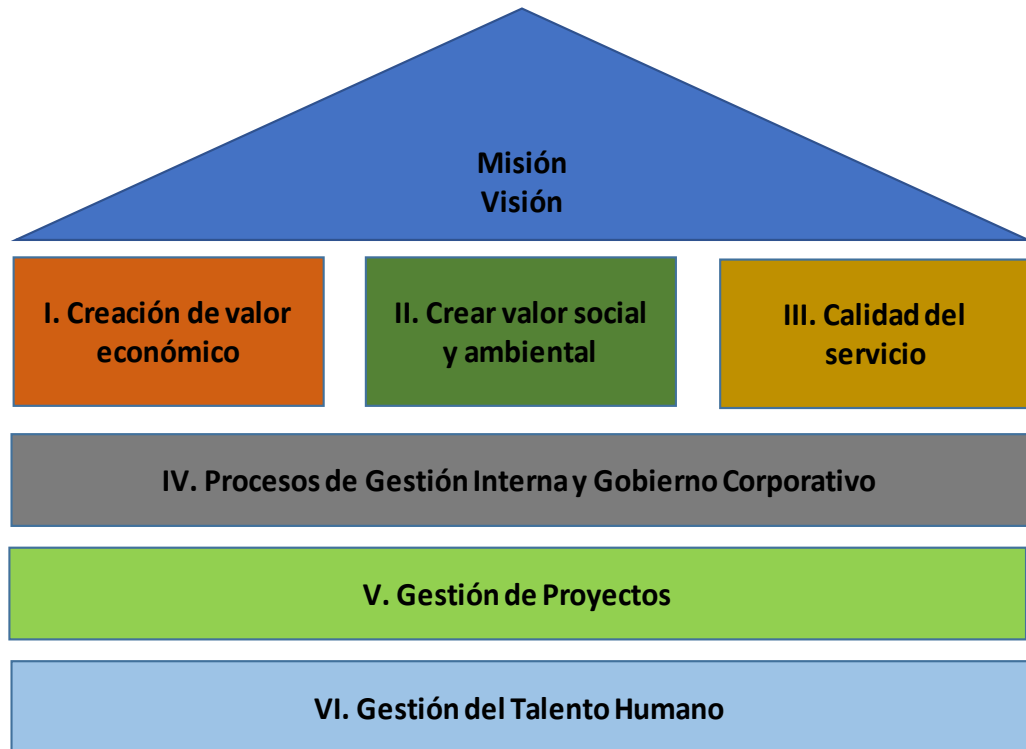 Misión
Visión
I. Creación de valor
económico
II. Crear valor social
y ambiental
III. Calidad del
servicio
IV. Procesos de Gestión Interna y Gobierno Corporativo
V. Gestión de Proyectos
VI. Gestión del Talento Humano